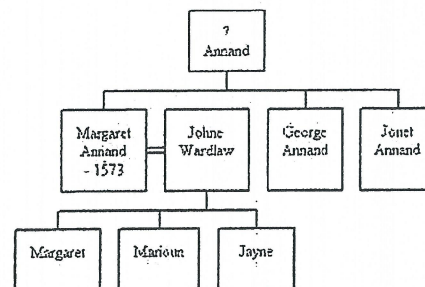 ?
Annand
Margaret
Annand
- 1573
Johne
Wardlaw
George
Annand
Jonet
Annand
Margaret
Marioun
Jayne